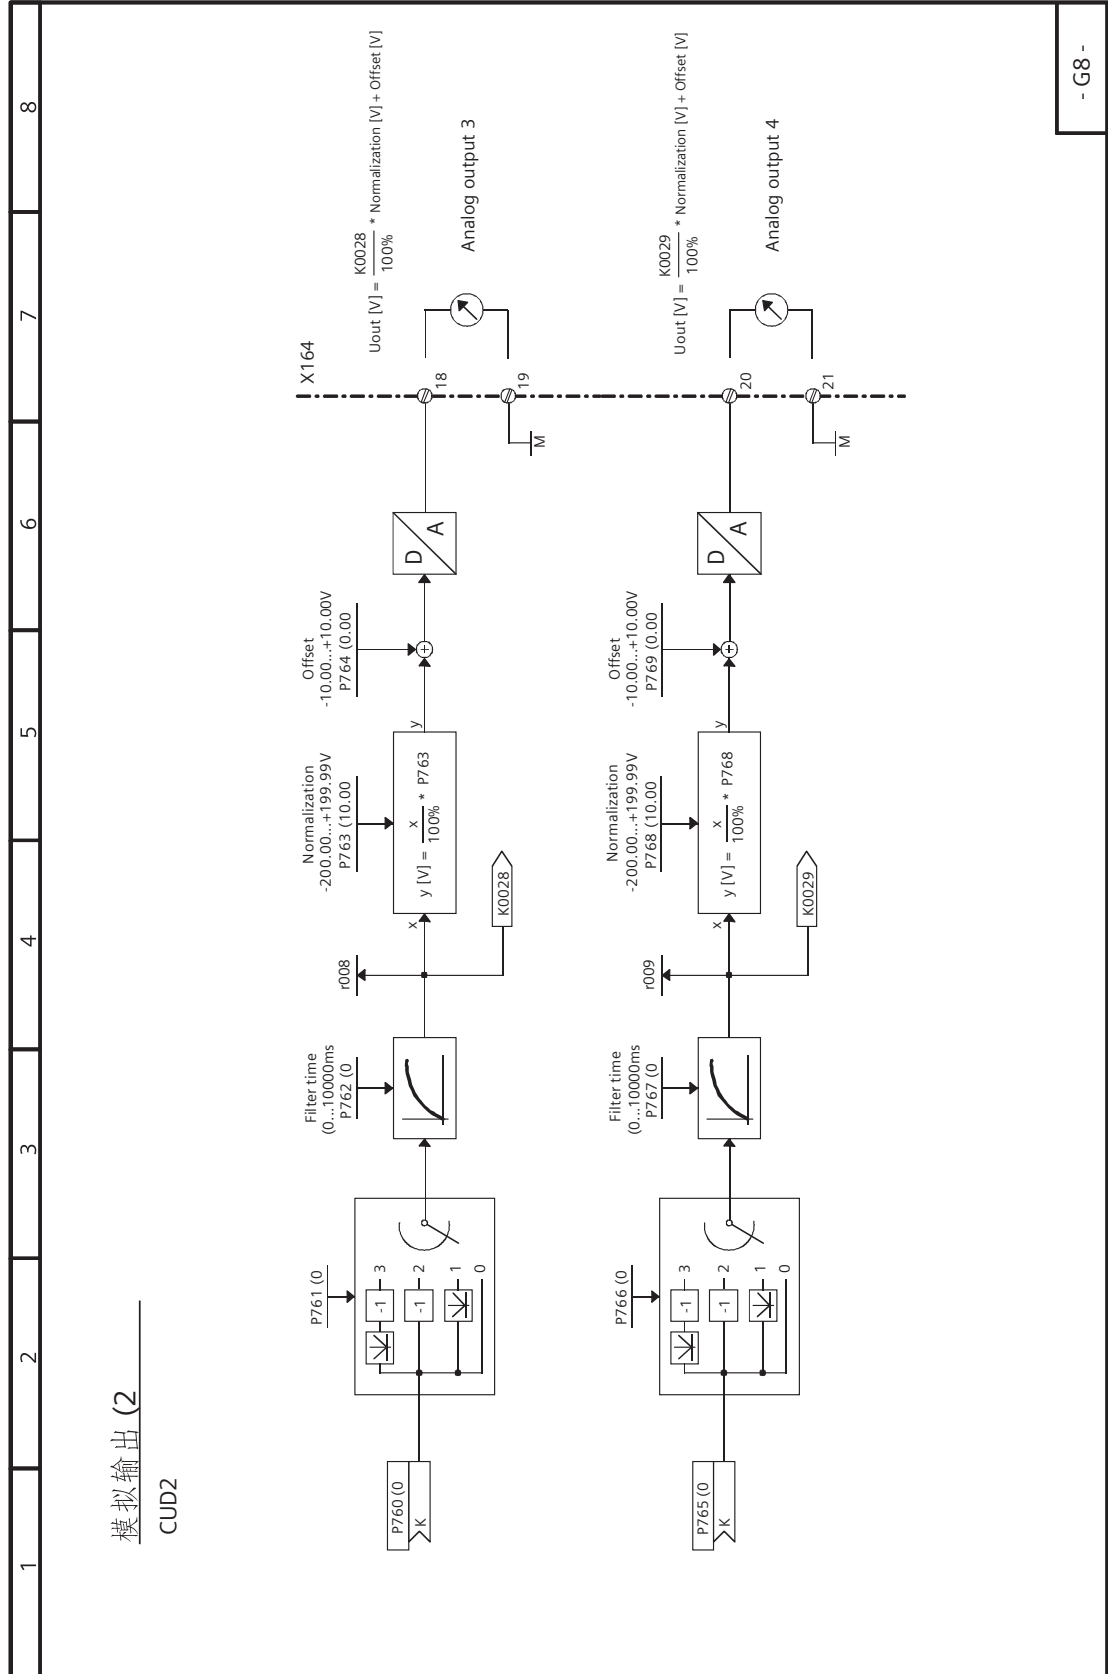 1 2 3 4 5 6 7 8
模拟输出 (2
CUD2
P760 (0
K
P761 (0
3
2
1
0
-1
-1
Filter time
(0...10000ms
P762 (0
r008
K0028
Normalization
-200.00...+199.99V
P763 (10.00
x
y [V] = x / 100% * P763
y
Offset
-10.00...+10.00V
P764 (0.00
+
D
A
X164
18
19
M
Uout [V] = K0028 / 100% * Normalization [V] + Offset [V]
Analog output 3
P765 (0
K
P766 (0
3
2
1
0
-1
-1
Filter time
(0...10000ms
P767 (0
r009
K0029
Normalization
-200.00...+199.99V
P768 (10.00
x
y [V] = x / 100% * P768
y
Offset
-10.00...+10.00V
P769 (0.00
+
D
A
20
21
M
Uout [V] = K0029 / 100% * Normalization [V] + Offset [V]
Analog output 4
- G8 -